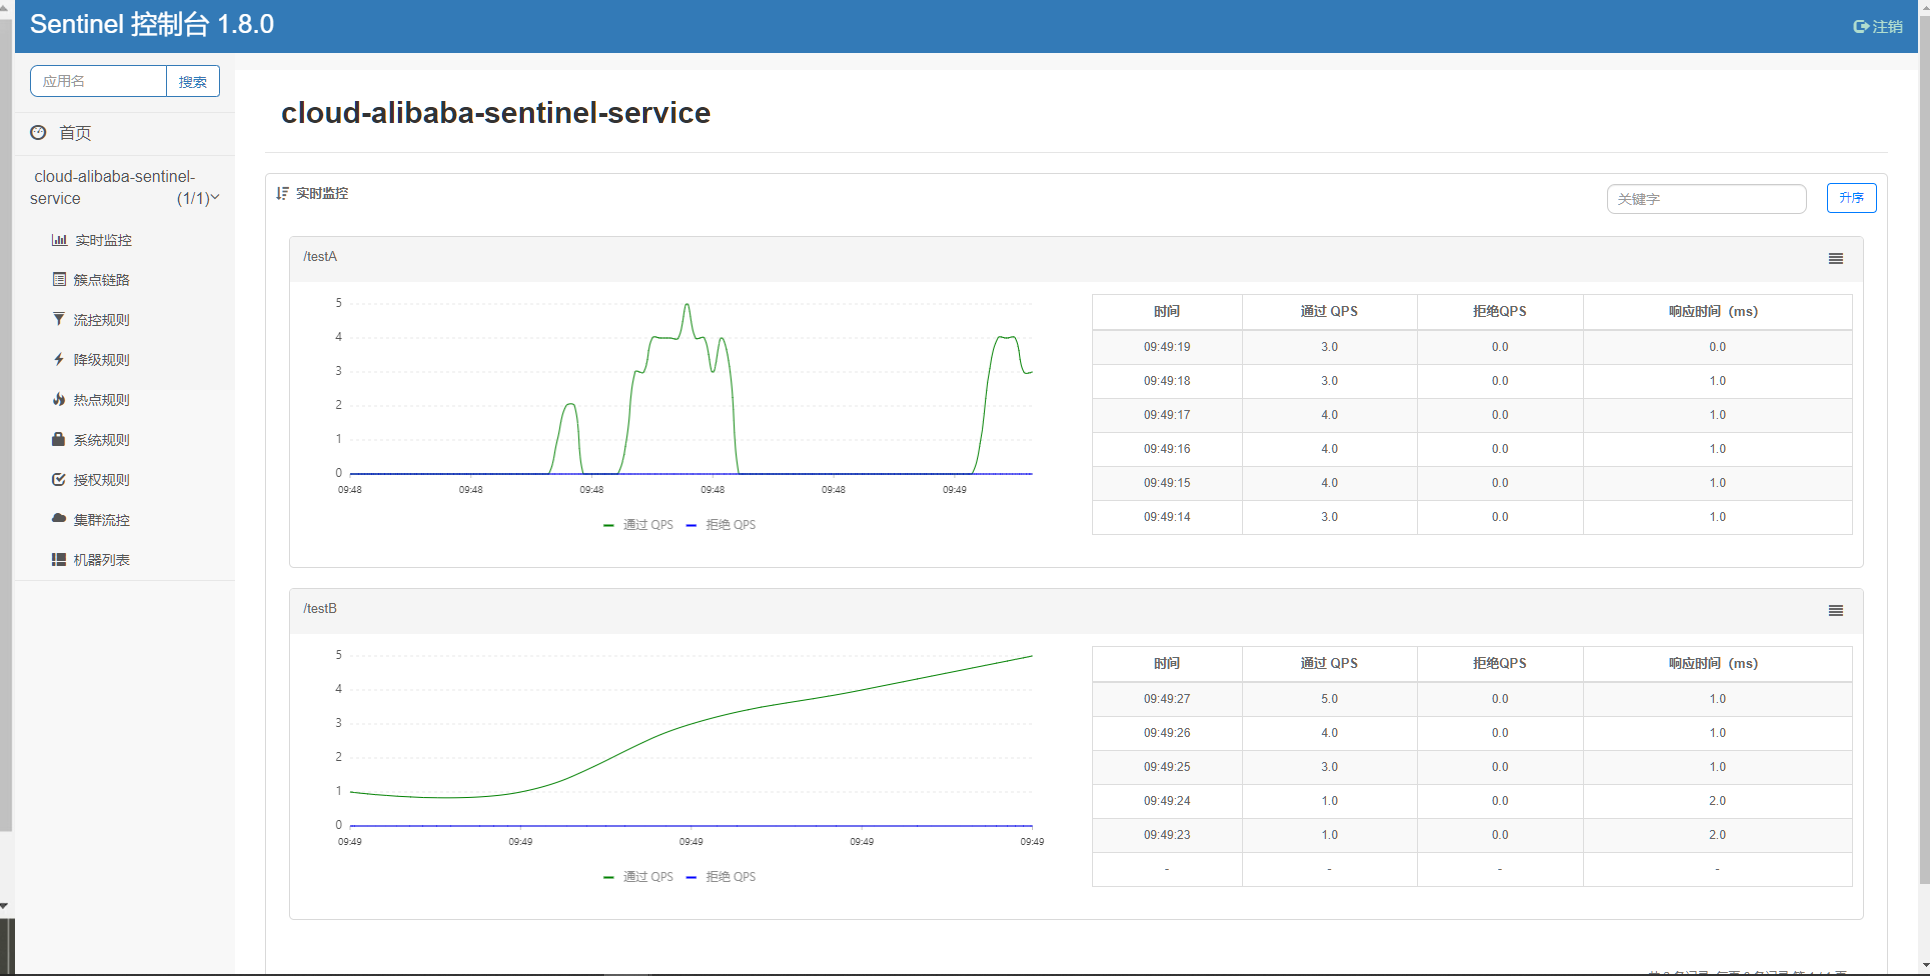 Sentinel 控制台 1.8.0
注销
应用名 搜索
首页
cloud-alibaba-sentinel-
service (1/1)
实时监控
簇点链路
流控规则
降级规则
热点规则
系统规则
授权规则
集群流控
机器列表
cloud-alibaba-sentinel-service
实时监控
关键字 升序
/testA
5
4
3
2
1
0
09:48 09:48 09:48 09:48 09:48 09:49
通过 QPS 拒绝 QPS
时间 通过 QPS 拒绝QPS 响应时间（ms）
09:49:19 3.0 0.0 0.0
09:49:18 3.0 0.0 1.0
09:49:17 4.0 0.0 1.0
09:49:16 4.0 0.0 1.0
09:49:15 4.0 0.0 1.0
09:49:14 3.0 0.0 1.0
/testB
5
4
3
2
1
0
09:49 09:49 09:49 09:49 09:49
通过 QPS 拒绝 QPS
时间 通过 QPS 拒绝QPS 响应时间（ms）
09:49:27 5.0 0.0 1.0
09:49:26 4.0 0.0 1.0
09:49:25 3.0 0.0 1.0
09:49:24 1.0 0.0 2.0
09:49:23 1.0 0.0 2.0
- - - -